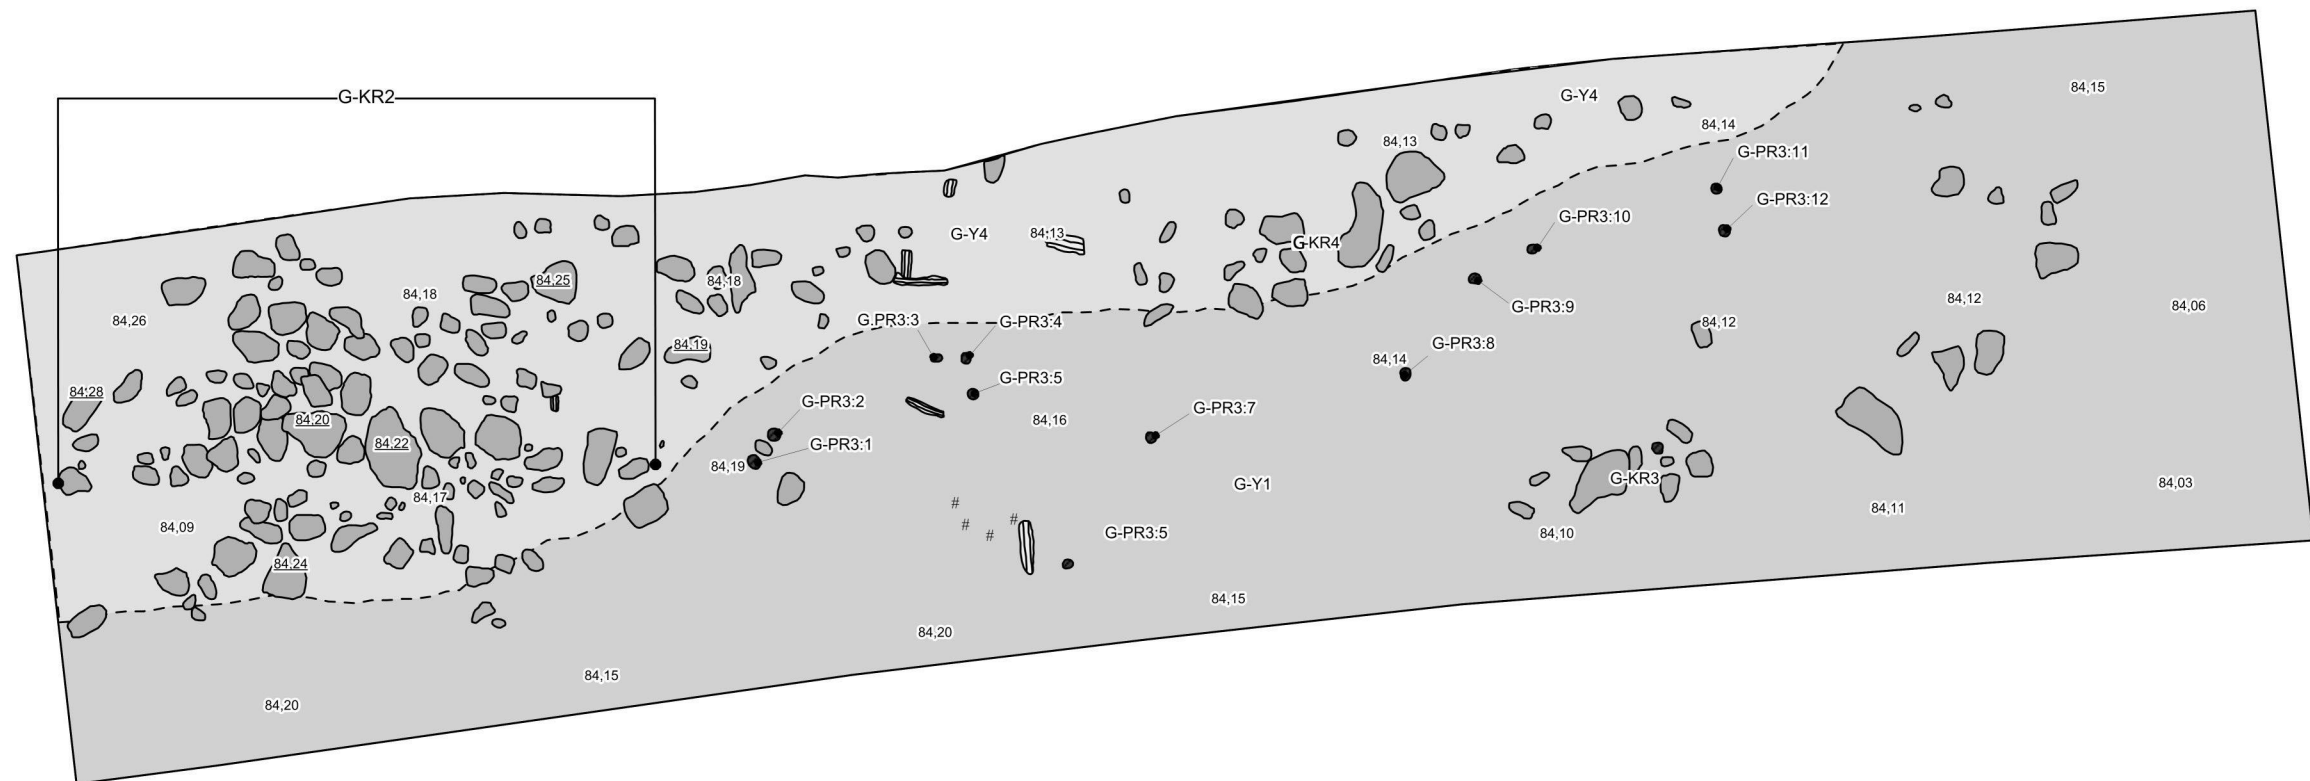 84,15
G-Y4
G-KR2
84,14
84,13
G-PR3:11
G-PR3:12
G-PR3:10
G-Y4
84,13
G-KR4
84,25
84,18
84,18
84,12
84,06
G-PR3:9
84,26
G.PR3:3
G-PR3:4
84,12
84,19
G-PR3:8
84,14
G-PR3:5
84,28
G-PR3:2
G-PR3:7
84,20
84,16
84,22
G-PR3:1
84,19
G-KR3
84,03
G-Y1
84,17
#
84,11
#
#
84,09
#
G-PR3:5
84,10
84,24
84,15
84,20
84,15
84,20